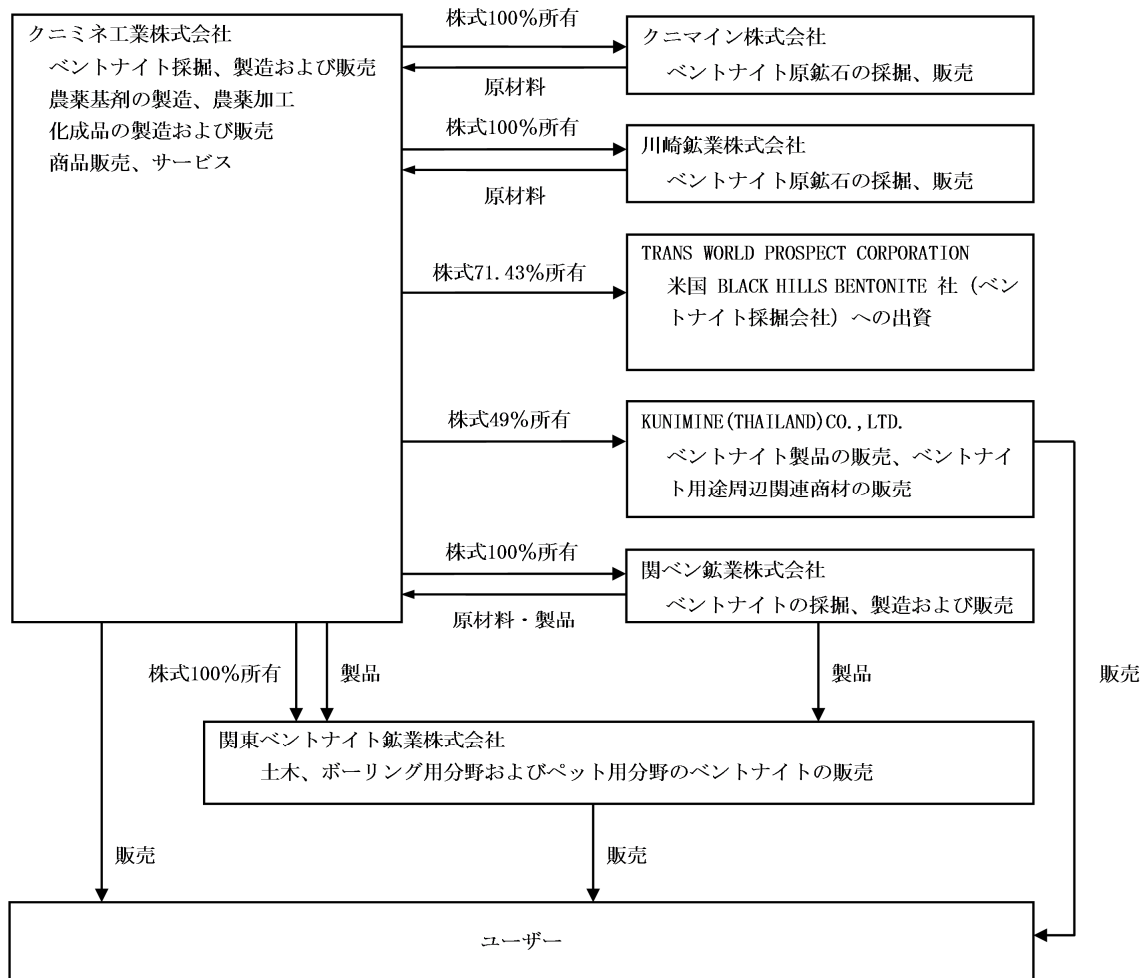 クニミネ工業株式会社
ベントナイト採掘、製造および販売
農薬基剤の製造、農薬加工
化成品の製造および販売
商品販売、サービス
株式100%所有
原材料
クニマイン株式会社
ベントナイト原鉱石の採掘、販売
株式100%所有
原材料
川崎鉱業株式会社
ベントナイト原鉱石の採掘、販売
株式71.43%所有
TRANS WORLD PROSPECT CORPORATION
米国 BLACK HILLS BENTONITE 社（ベン
トナイト採掘会社）への出資
株式49%所有
KUNIMINE(THAILAND)CO.,LTD.
ベントナイト製品の販売、ベントナイ
ト用途周辺関連商材の販売
株式100%所有
原材料・製品
関ベン鉱業株式会社
ベントナイトの採掘、製造および販売
株式100%所有
製品
製品
販売
関東ベントナイト鉱業株式会社
土木、ボーリング用分野およびペット用分野のベントナイトの販売
販売
販売
ユーザー